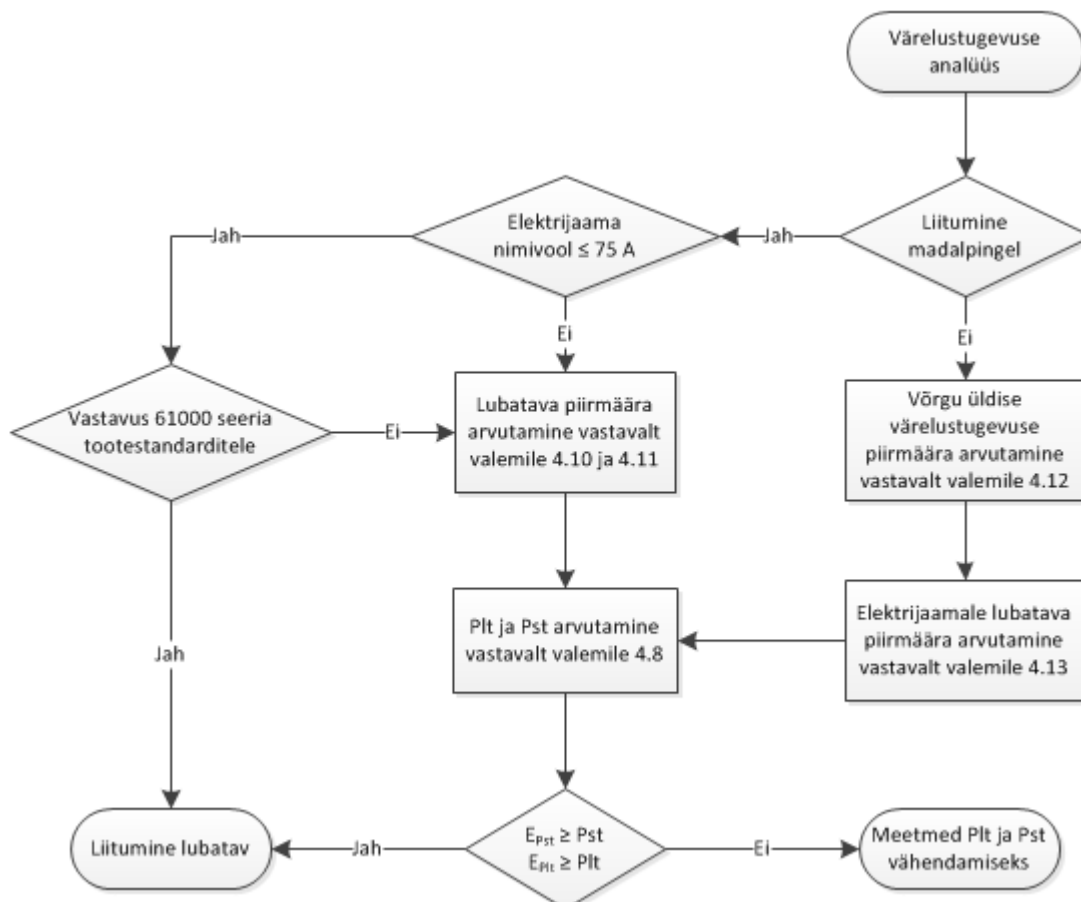 Värelustugevuse
analüüs
Liitumine
madalpingel
Jah
Elektrijaama
nimivool ≤ 75 A
Jah
Ei
Ei
Vastavus 61000 seeria
tootestandarditele
Ei
Lubatava piirmäära
arvutamine vastavalt
valemile 4.10 ja 4.11
Võrgu üldise
värelustugevuse
piirmäära arvutamine
vastavalt valemile 4.12
Jah
Plt ja Pst arvutamine
vastavalt valemile 4.8
Elektrijaamale lubatava
piirmäära arvutamine
vastavalt valemile 4.13
Liitumine lubatav
Jah
E_Pst ≥ Pst
E_Plt ≥ Plt
Ei
Meetmed Plt ja Pst
vähendamiseks